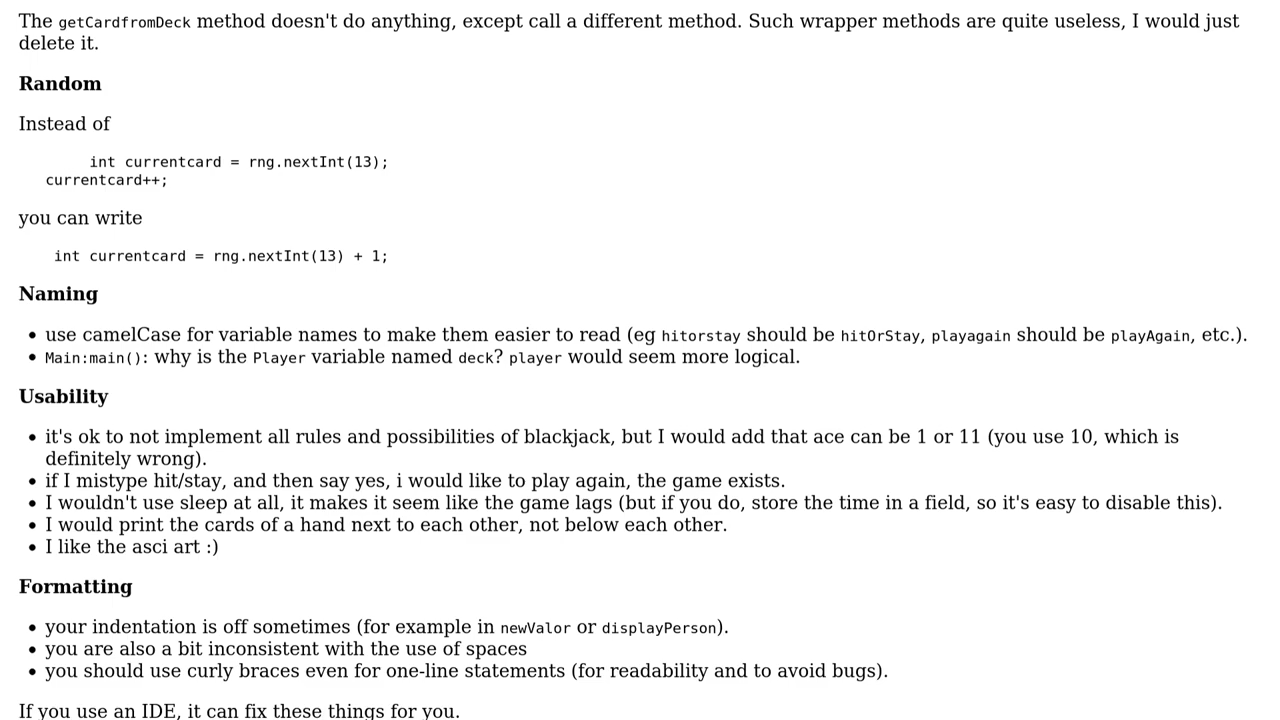 The getCardfromDeck method doesn't do anything, except call a different method. Such wrapper methods are quite useless, I would just
delete it.
Random
Instead of
int currentcard = rng.nextInt(13);
currentcard++;
you can write
int currentcard = rng.nextInt(13) + 1;
Naming
• use camelCase for variable names to make them easier to read (eg hitorstay should be hitOrStay, playagain should be playAgain, etc.).
• Main:main(): why is the Player variable named deck? player would seem more logical.
Usability
• it's ok to not implement all rules and possibilities of blackjack, but I would add that ace can be 1 or 11 (you use 10, which is
definitely wrong).
• if I mistype hit/stay, and then say yes, i would like to play again, the game exists.
• I wouldn't use sleep at all, it makes it seem like the game lags (but if you do, store the time in a field, so it's easy to disable this).
• I would print the cards of a hand next to each other, not below each other.
• I like the asci art :)
Formatting
• your indentation is off sometimes (for example in newValor or displayPerson).
• you are also a bit inconsistent with the use of spaces
• you should use curly braces even for one-line statements (for readability and to avoid bugs).
If you use an IDE, it can fix these things for you.